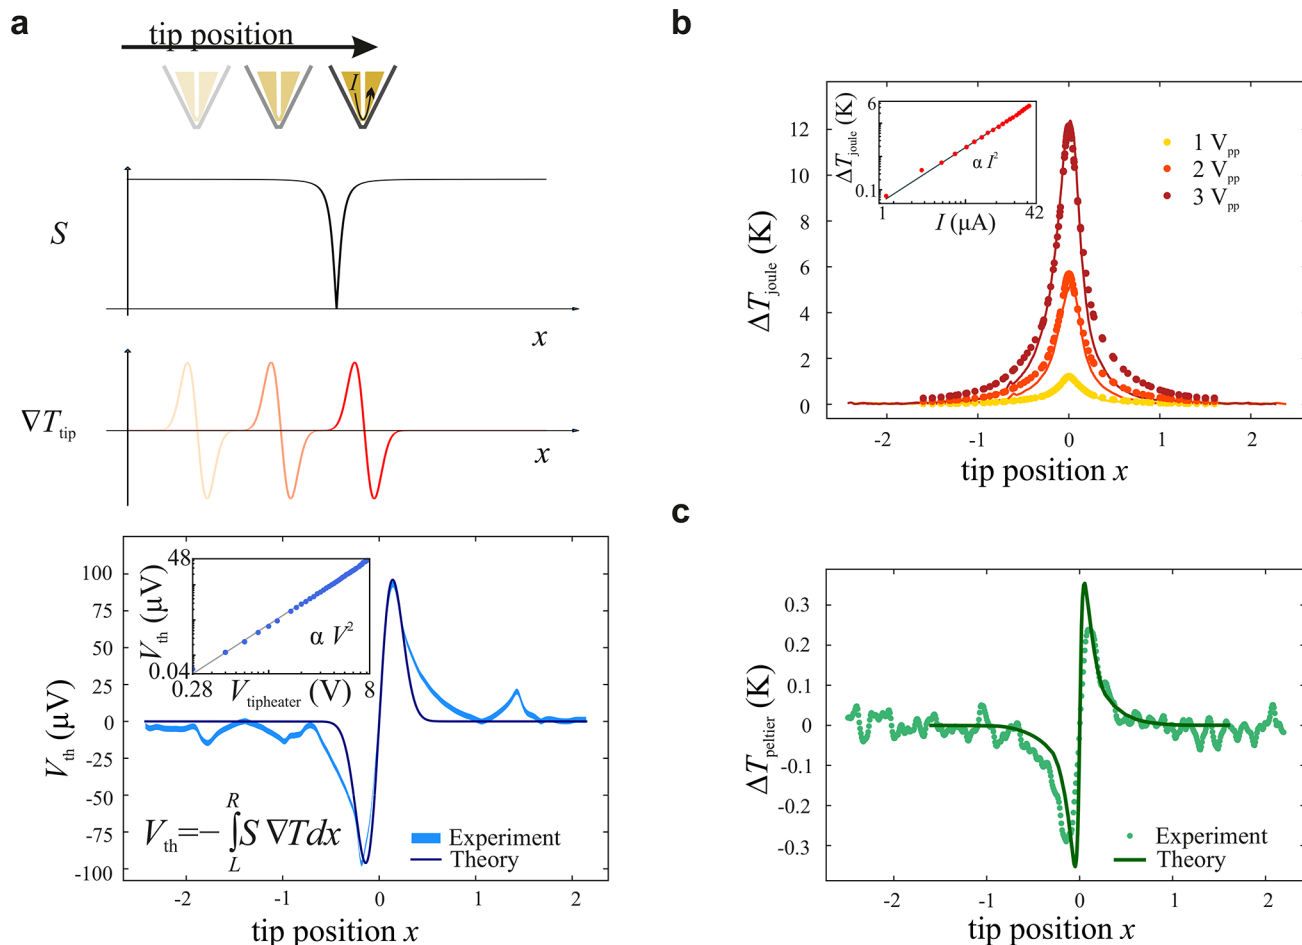 a
tip position
I
S
x
∇T_tip
x
V_th (μV)
48
0.04
α V²
0.28
V_tipheater (V)
8
V_th (μV)
100
75
50
25
0
-25
-50
-75
-100
V_th=−∫_L^R S ∇Tdx
Experiment
Theory
-2 -1 0 1 2
tip position x
b
ΔT_joule (K)
6
0.1
α I²
1
I (μA)
42
1 V_pp
2 V_pp
3 V_pp
ΔT_joule (K)
12
10
8
6
4
2
0
-2 -1 0 1 2
tip position x
c
ΔT_peltier (K)
0.3
0.2
0.1
0
-0.1
-0.2
-0.3
Experiment
Theory
-2 -1 0 1 2
tip position x